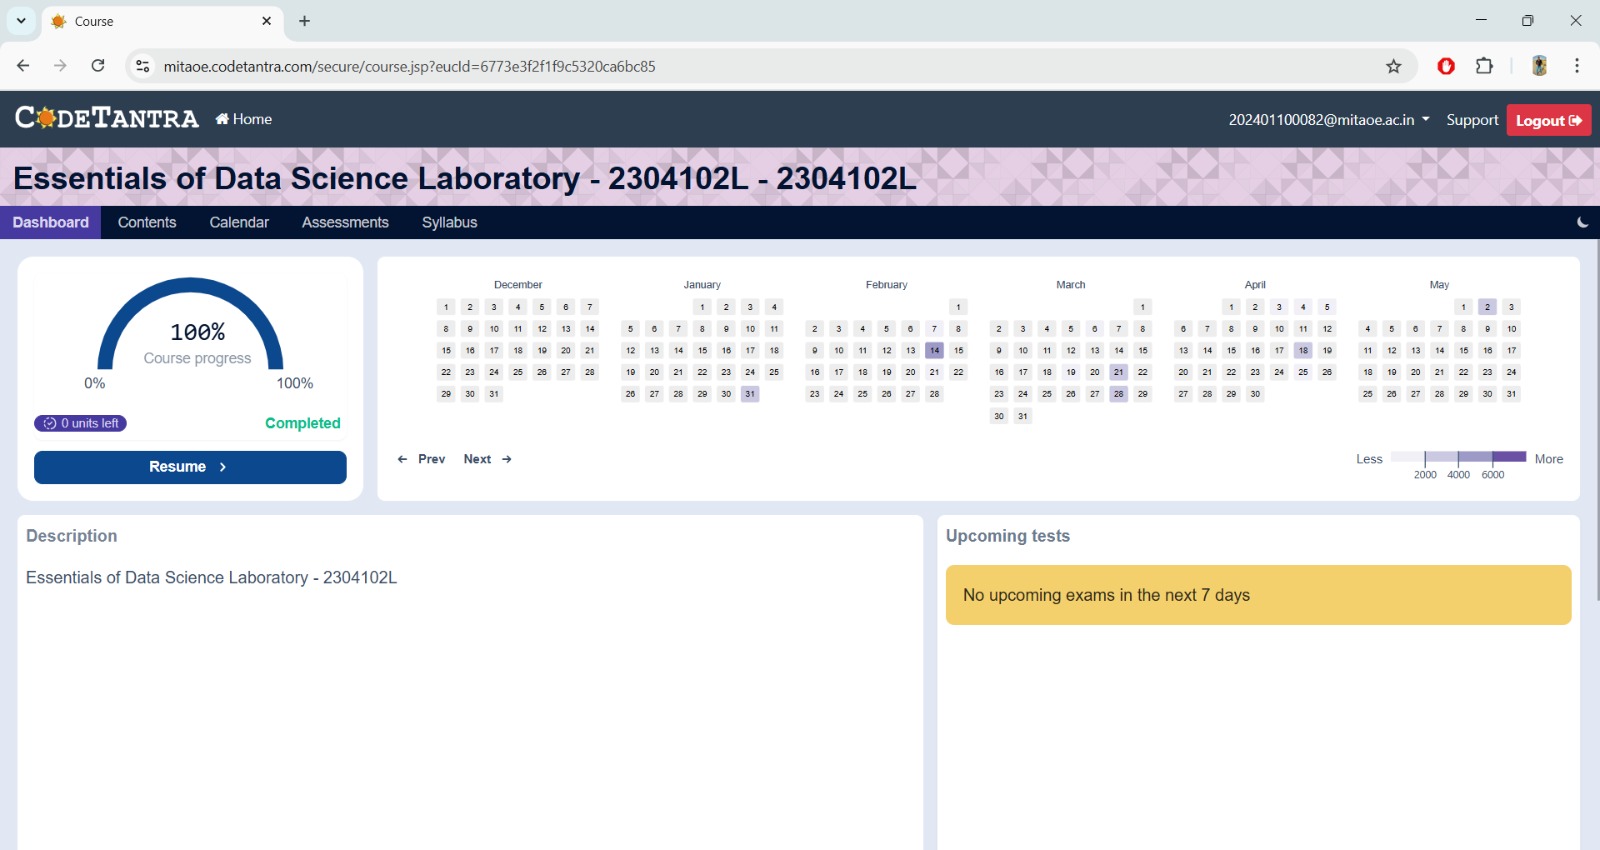 Course
mitaoe.codetantra.com/secure/course.jsp?eucId=6773e3f2f1f9c5320ca6bc85
CODETANTRA Home 202401100082@mitaoe.ac.in Support Logout
Essentials of Data Science Laboratory - 2304102L - 2304102L
Dashboard Contents Calendar Assessments Syllabus
100%
Course progress
0% 100%
0 units left Completed
Resume
December
1 2 3 4 5 6 7
8 9 10 11 12 13 14
15 16 17 18 19 20 21
22 23 24 25 26 27 28
29 30 31
January
1 2 3 4
5 6 7 8 9 10 11
12 13 14 15 16 17 18
19 20 21 22 23 24 25
26 27 28 29 30 31
February
1
2 3 4 5 6 7 8
9 10 11 12 13 14 15
16 17 18 19 20 21 22
23 24 25 26 27 28
March
1
2 3 4 5 6 7 8
9 10 11 12 13 14 15
16 17 18 19 20 21 22
23 24 25 26 27 28 29
30 31
April
1 2 3 4 5
6 7 8 9 10 11 12
13 14 15 16 17 18 19
20 21 22 23 24 25 26
27 28 29 30
May
1 2 3
4 5 6 7 8 9 10
11 12 13 14 15 16 17
18 19 20 21 22 23 24
25 26 27 28 29 30 31
Prev Next
Less More
2000 4000 6000
Description
Essentials of Data Science Laboratory - 2304102L
Upcoming tests
No upcoming exams in the next 7 days